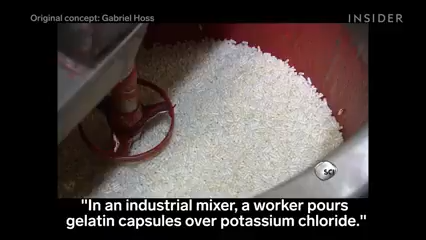 Original concept: Gabriel Hoss
INSIDER
SCI
"In an industrial mixer, a worker pours
gelatin capsules over potassium chloride."